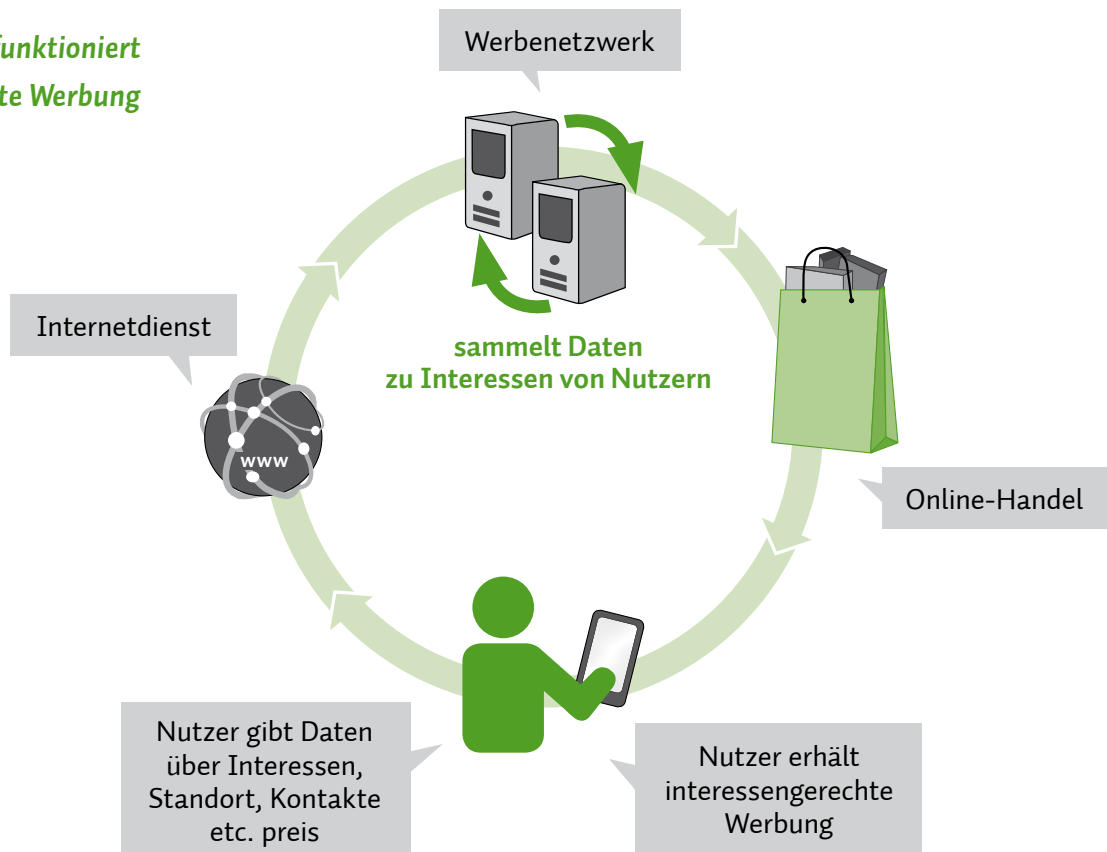 funktioniert
te Werbung
Werbenetzwerk
Internetdienst
sammelt Daten
zu Interessen von Nutzern
www
Online-Handel
Nutzer gibt Daten
über Interessen,
Standort, Kontakte
etc. preis
Nutzer erhält
interessengerechte
Werbung